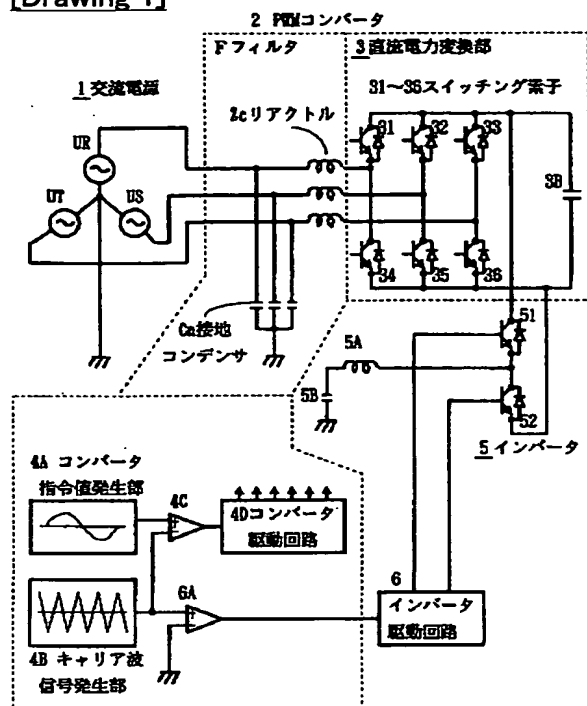 [Drawing 1]
2 PWMコンバータ
Fフィルタ
3直流電力変換部
1交流電源
31~36スイッチング素子
2cリアクトル
31
32
33
UR
UT
US
3B
34
35
36
Ca接地
コンデンサ
51
5A
5B
52
5インバータ
4A コンバータ
指令値発生部
4C
4Dコンバータ
駆動回路
6A
6
インバータ
駆動回路
4B キャリア波
信号発生部